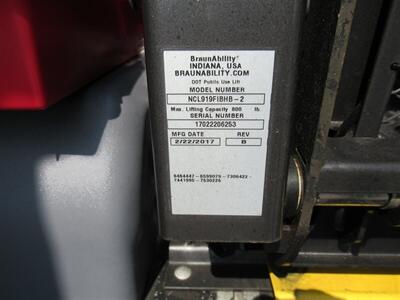 BraunAbility®
INDIANA, USA
BRAUNABILITY.COM
DOT Public Use Lift
MODEL NUMBER
NCL919FIBHB-2
Max. Lifting Capacity 800 lb.
SERIAL NUMBER
17022206253
MFG DATE REV
2/22/2017 B
6464447-6599079-7306422-
7441995-7530226